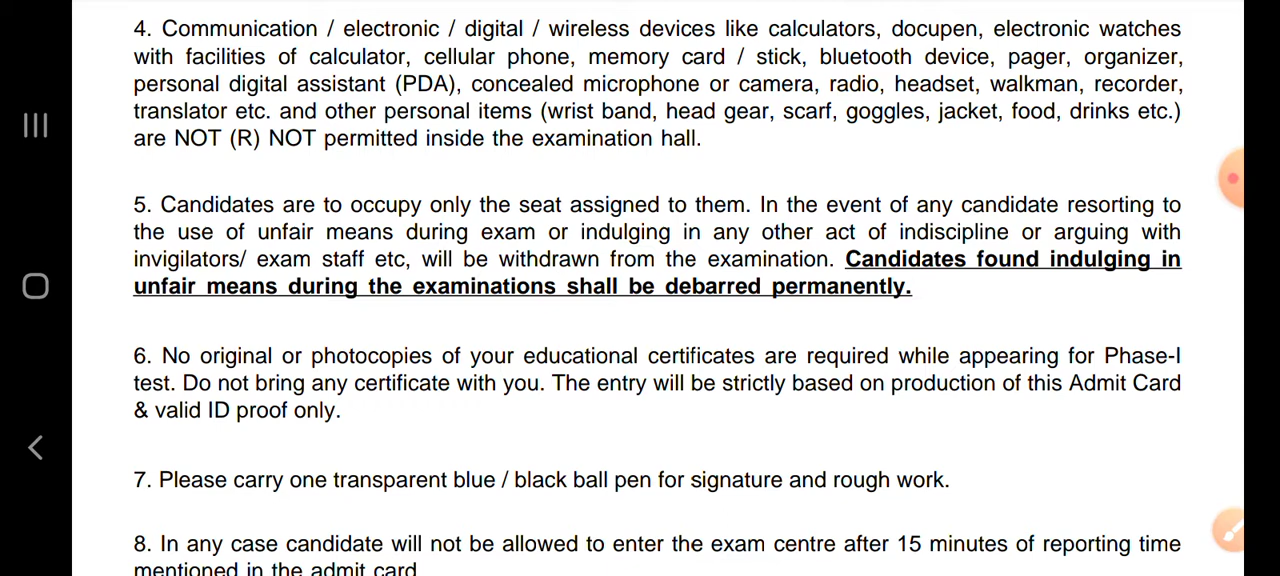 4. Communication / electronic / digital / wireless devices like calculators, docupen, electronic watches
with facilities of calculator, cellular phone, memory card / stick, bluetooth device, pager, organizer,
personal digital assistant (PDA), concealed microphone or camera, radio, headset, walkman, recorder,
translator etc. and other personal items (wrist band, head gear, scarf, goggles, jacket, food, drinks etc.)
are NOT (R) NOT permitted inside the examination hall.
5. Candidates are to occupy only the seat assigned to them. In the event of any candidate resorting to
the use of unfair means during exam or indulging in any other act of indiscipline or arguing with
invigilators/ exam staff etc, will be withdrawn from the examination. Candidates found indulging in
unfair means during the examinations shall be debarred permanently.
6. No original or photocopies of your educational certificates are required while appearing for Phase-I
test. Do not bring any certificate with you. The entry will be strictly based on production of this Admit Card
& valid ID proof only.
7. Please carry one transparent blue / black ball pen for signature and rough work.
8. In any case candidate will not be allowed to enter the exam centre after 15 minutes of reporting time
mentioned in the admit card